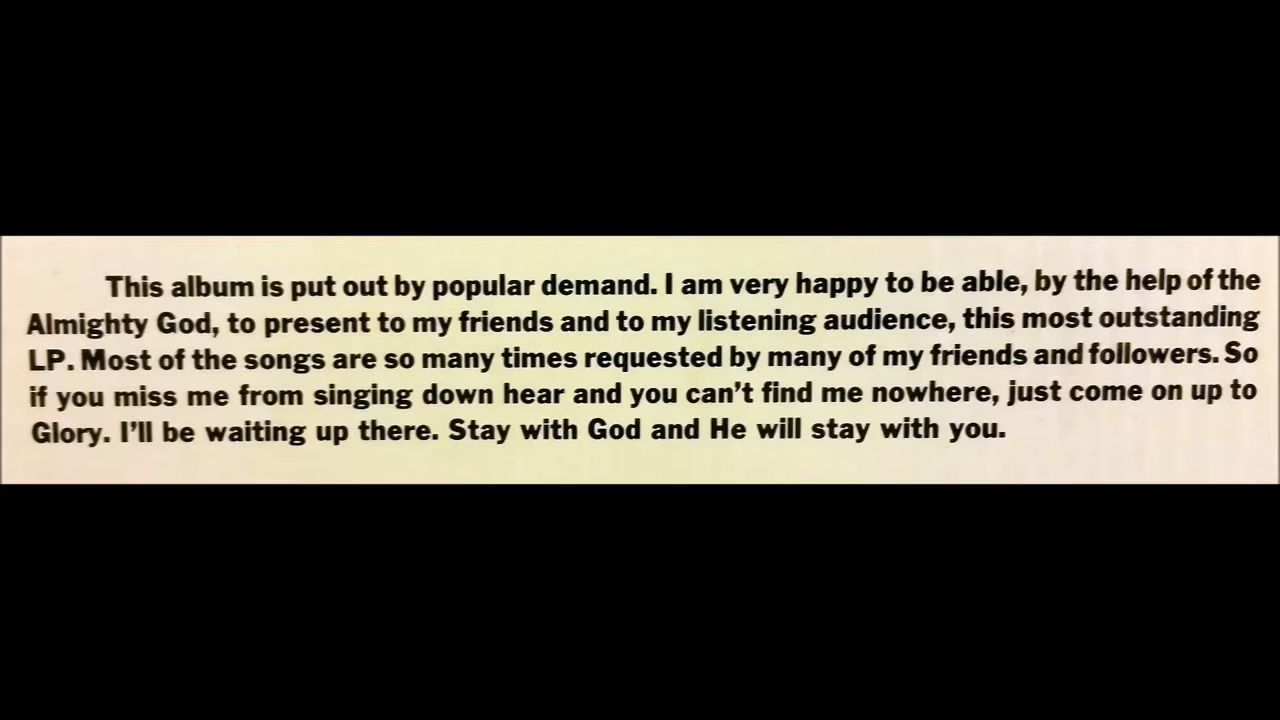 This album is put out by popular demand. I am very happy to be able, by the help of the
Almighty God, to present to my friends and to my listening audience, this most outstanding
LP. Most of the songs are so many times requested by many of my friends and followers. So
if you miss me from singing down hear and you can't find me nowhere, just come on up to
Glory. I'll be waiting up there. Stay with God and He will stay with you.